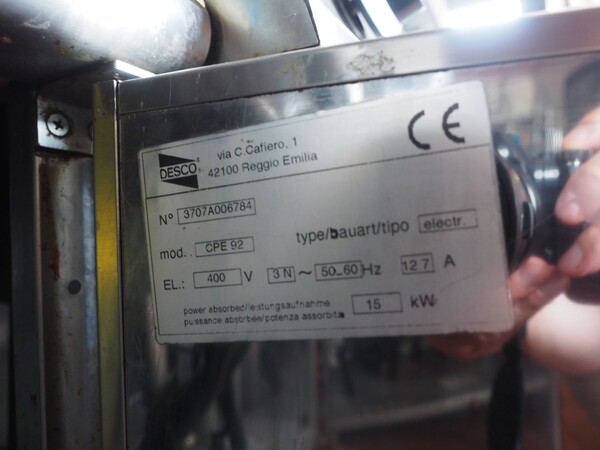 DESCO
via C.Cafiero, 1
42100 Reggio Emilia
CE
N° 3707A006784
mod. . CPE 92 type/bauart/tipo electr.
EL.: 400 V 3 N ~ 50-60 Hz 12 7 A
power absorbed/leistungsaufnahme
puissance absorbée/potenza assorbita
15 kW